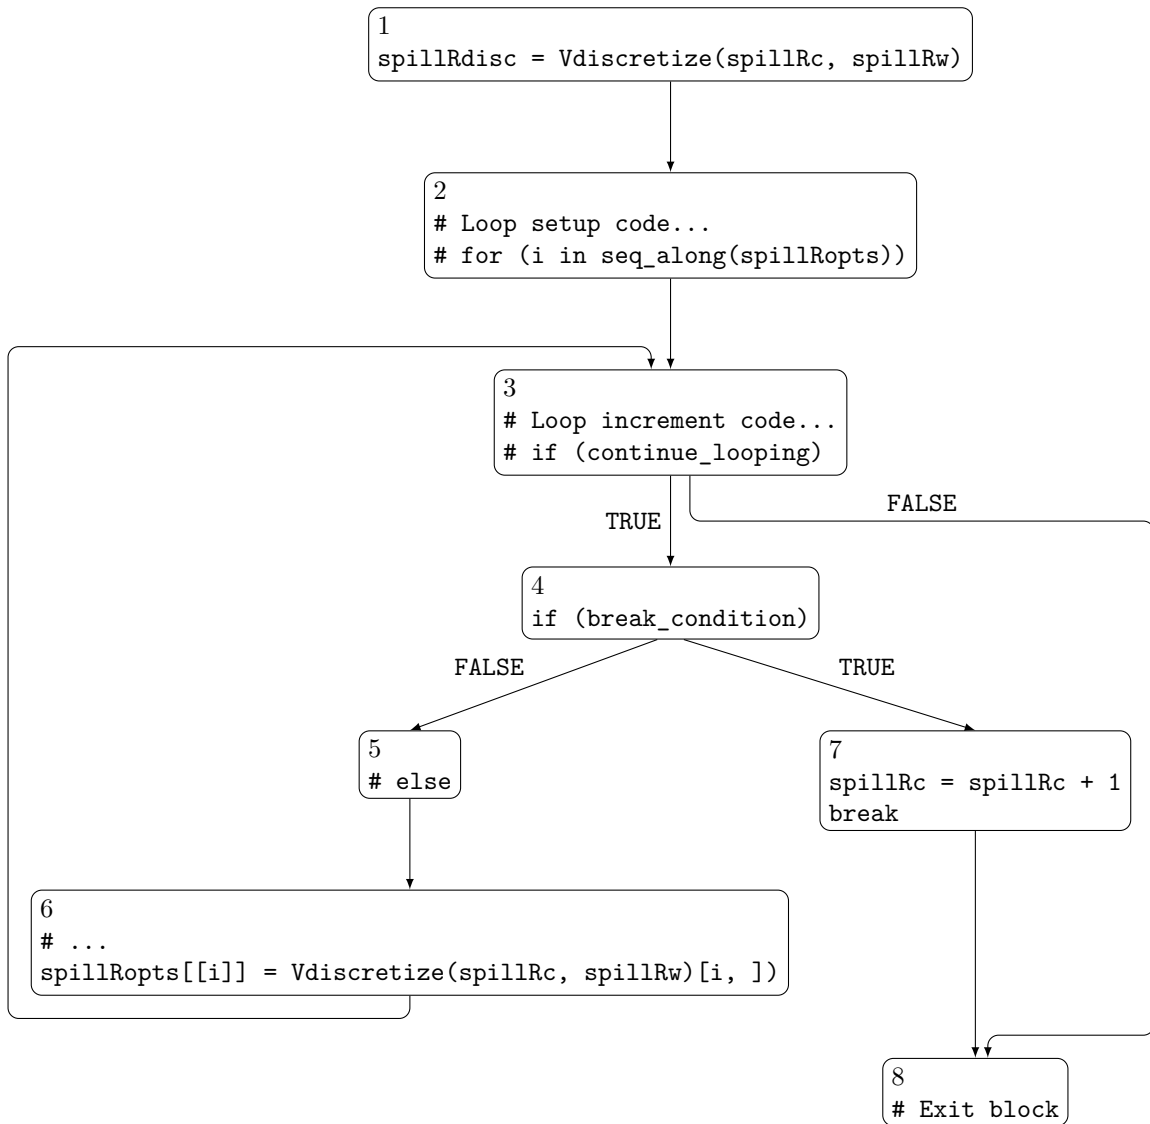 1
spillRdisc = Vdiscretize(spillRc, spillRw)
2
# Loop setup code...
# for (i in seq_along(spillRopts))
3
# Loop increment code...
# if (continue_looping)
TRUE
FALSE
4
if (break_condition)
FALSE
TRUE
5
# else
7
spillRc = spillRc + 1
break
6
# ...
spillRopts[[i]] = Vdiscretize(spillRc, spillRw)[i, ])
8
# Exit block